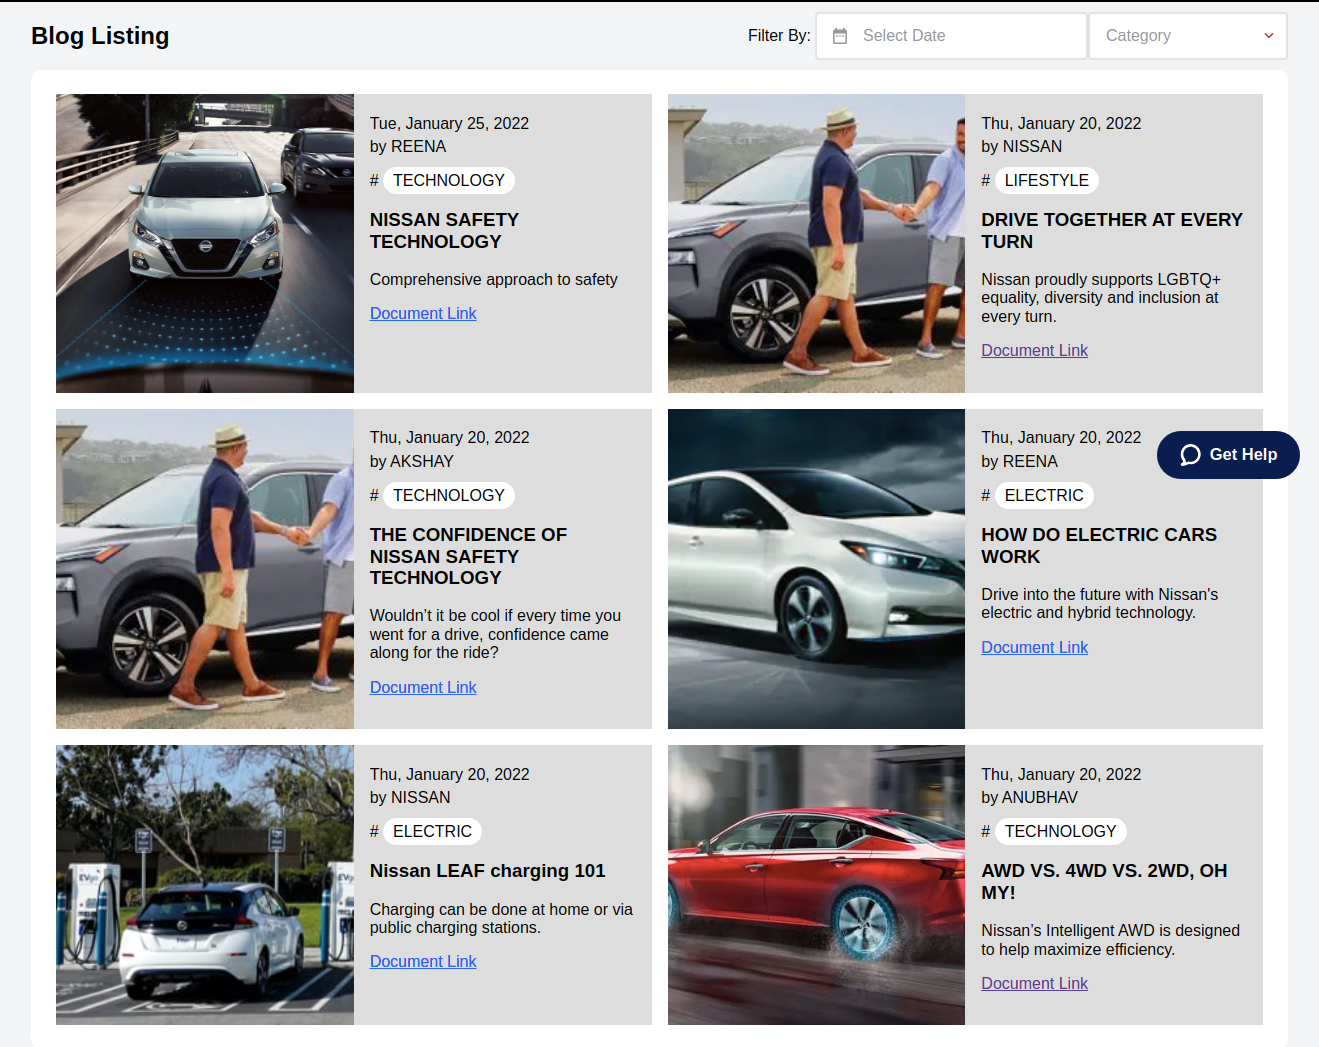 Blog Listing
Filter By:
Select Date
Category
Tue, January 25, 2022
by REENA
# TECHNOLOGY
NISSAN SAFETY
TECHNOLOGY
Comprehensive approach to safety
Document Link
Thu, January 20, 2022
by NISSAN
# LIFESTYLE
DRIVE TOGETHER AT EVERY
TURN
Nissan proudly supports LGBTQ+
equality, diversity and inclusion at
every turn.
Document Link
Thu, January 20, 2022
by AKSHAY
# TECHNOLOGY
THE CONFIDENCE OF
NISSAN SAFETY
TECHNOLOGY
Wouldn’t it be cool if every time you
went for a drive, confidence came
along for the ride?
Document Link
Thu, January 20, 2022
by REENA
# ELECTRIC
HOW DO ELECTRIC CARS
WORK
Drive into the future with Nissan's
electric and hybrid technology.
Document Link
Get Help
Thu, January 20, 2022
by NISSAN
# ELECTRIC
Nissan LEAF charging 101
Charging can be done at home or via
public charging stations.
Document Link
EVgo
Thu, January 20, 2022
by ANUBHAV
# TECHNOLOGY
AWD VS. 4WD VS. 2WD, OH
MY!
Nissan’s Intelligent AWD is designed
to help maximize efficiency.
Document Link